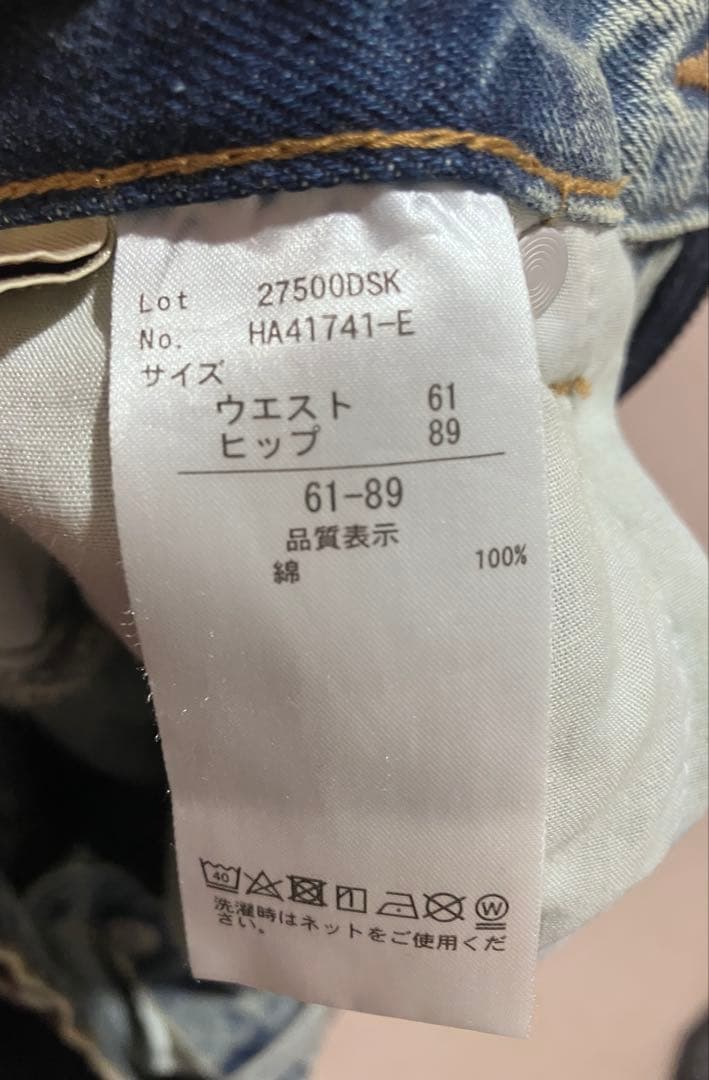 Lot 27500DSK
No. HA41741-E
サイズ
ウエスト 61
ヒップ 89
61-89
品質表示
綿 100%
40 W
洗濯時はネットをご使用くだ
さい。